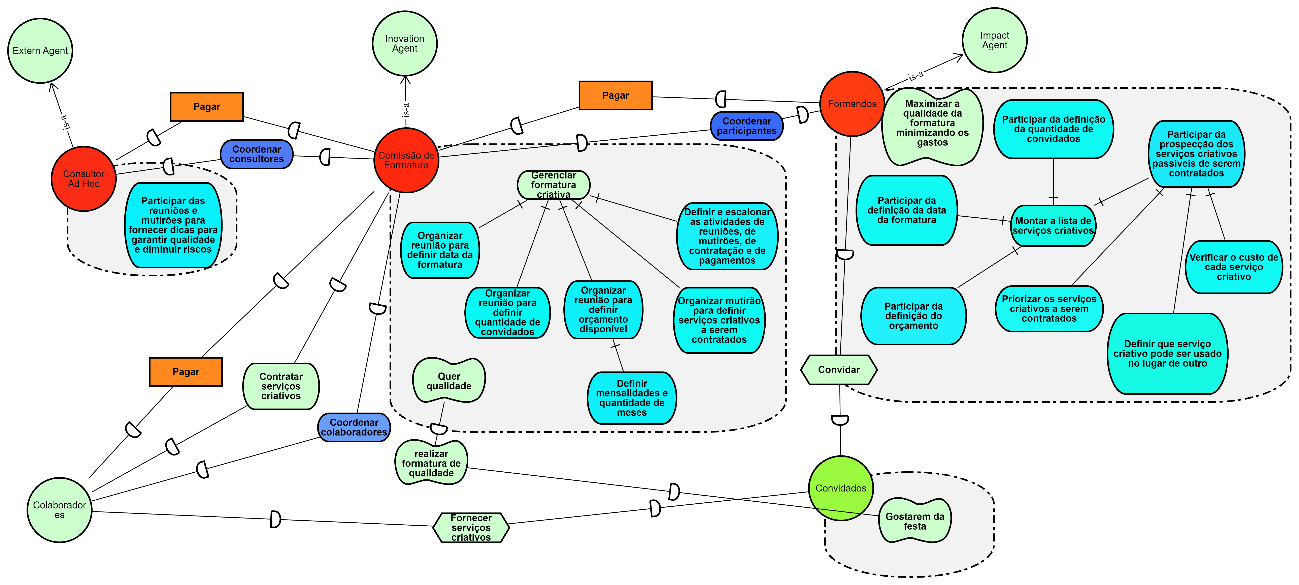 Extern Agent
Inovation
Agent
Impact
Agent
is-a
is-a
is-a
Pagar
Pagar
Formandos
Coordenar
participantes
Coordenar
consultores
Comissão de
Formatura
Consultor
Ad Hoc
Participar das
reuniões e
mutirões para
fornecer dicas para
garantir qualidade
e diminuir riscos
Gerenciar
formatura
criativa
Organizar
reunião para
definir data da
formatura
Definir e escalonar
as atividades de
reuniões, de
mutirões, de
contratação e de
pagamentos
Organizar
reunião para
definir
quantidade de
convidados
Organizar
reunião para
definir
orçamento
disponível
Organizar mutirão
para definir
serviços criativos
a serem
contratados
Definir
mensalidades e
quantidade de
meses
Quer
qualidade
realizar
formatura de
qualidade
Maximizar a
qualidade da
formatura
minimizando os
gastos
Participar da definição
da quantidade de
convidados
Participar da
prospecção dos
serviços criativos
passíveis de serem
contratados
Participar da
definição da data
da formatura
Montar a lista de
serviços criativos
Verificar o custo de
cada serviço
criativo
Participar da
definição do
orçamento
Priorizar os serviços
criativos a serem
contratados
Definir que serviço
criativo pode ser usado
no lugar de outro
Convidar
Pagar
Contratar
serviços
criativos
Coordenar
colaboradores
Colaborador
es
Fornecer
serviços
criativos
Convidados
Gostarem da
festa